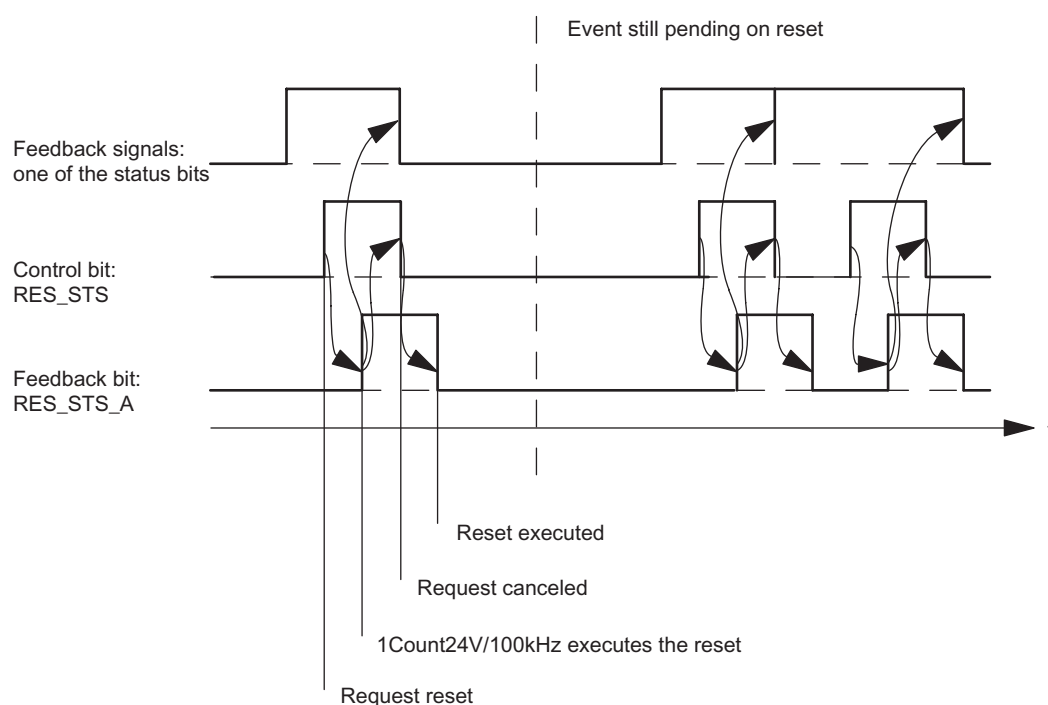 Event still pending on reset
Feedback signals:
one of the status bits
Control bit:
RES_STS
Feedback bit:
RES_STS_A
Reset executed
Request canceled
1Count24V/100kHz executes the reset
Request reset